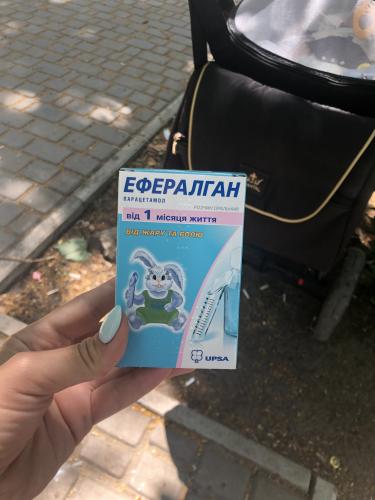 ЕФЕРАЛГАН
ПАРАЦЕТАМОЛ
РОЗЧИН ОРАЛЬНИЙ
від 1 місяця життя
ВІД ЖАРУ ТА БОЛЮ
UPSA